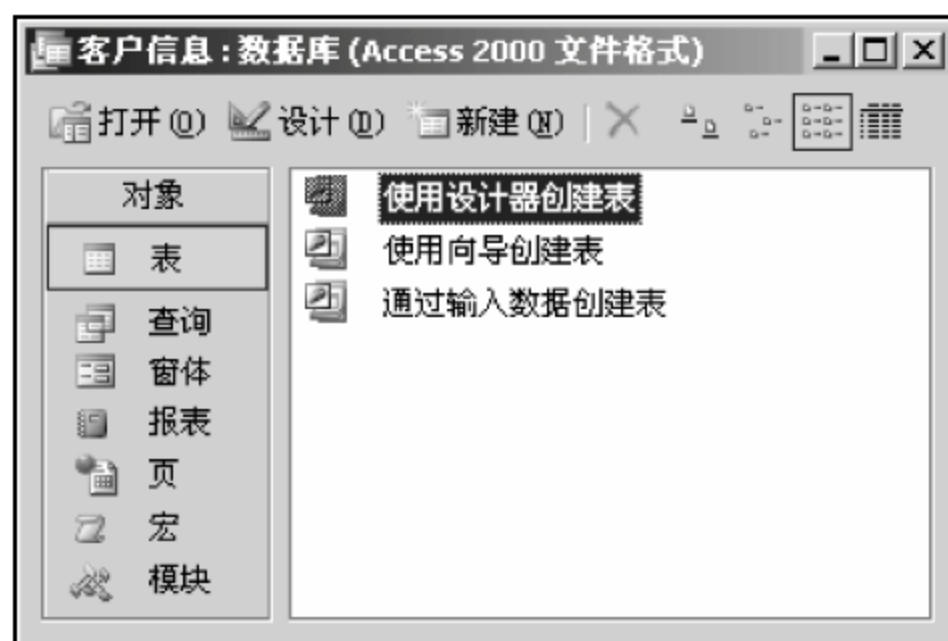 客户信息 : 数据库 (Access 2000 文件格式)
打开(O) 设计(D) 新建(N)
对象
表
查询
窗体
报表
页
宏
模块
使用设计器创建表
使用向导创建表
通过输入数据创建表